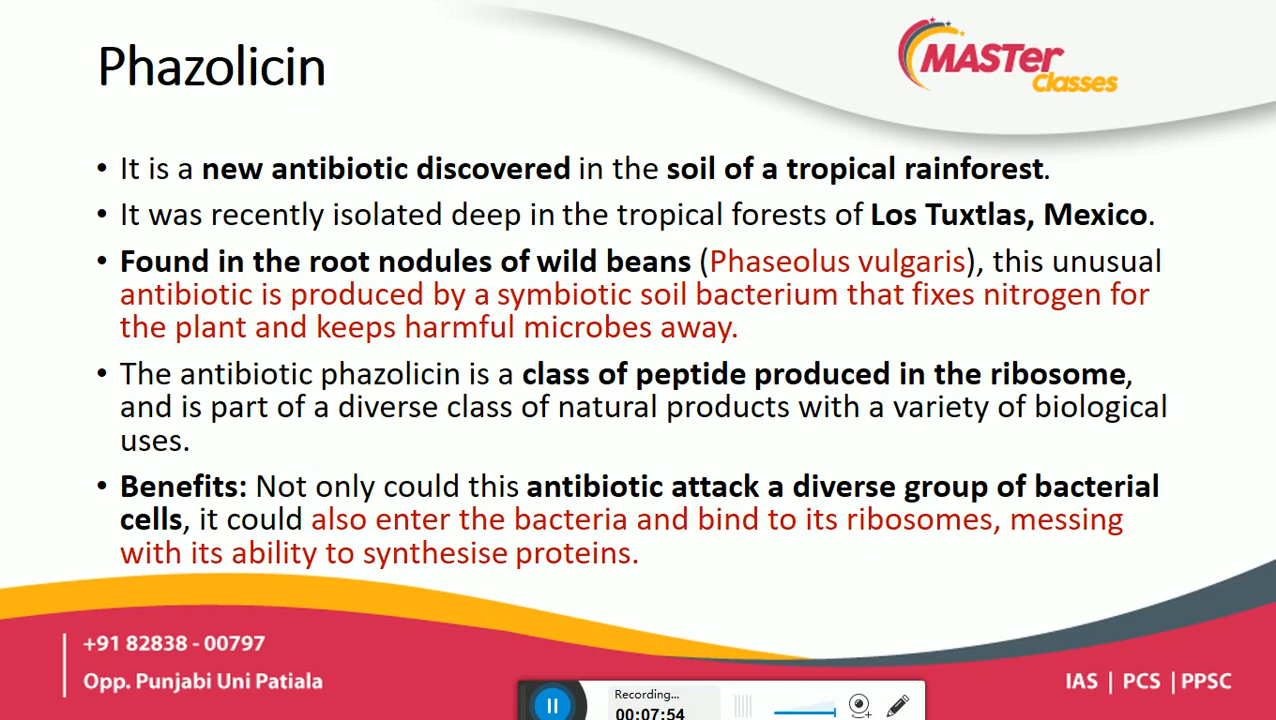 Phazolicin
MASTer
Classes
• It is a new antibiotic discovered in the soil of a tropical rainforest.
• It was recently isolated deep in the tropical forests of Los Tuxtlas, Mexico.
• Found in the root nodules of wild beans (Phaseolus vulgaris), this unusual
antibiotic is produced by a symbiotic soil bacterium that fixes nitrogen for
the plant and keeps harmful microbes away.
• The antibiotic phazolicin is a class of peptide produced in the ribosome,
and is part of a diverse class of natural products with a variety of biological
uses.
• Benefits: Not only could this antibiotic attack a diverse group of bacterial
cells, it could also enter the bacteria and bind to its ribosomes, messing
with its ability to synthesise proteins.
+91 82838 - 00797
Opp. Punjabi Uni Patiala
IAS | PCS | PPSC
Recording...
00:07:54